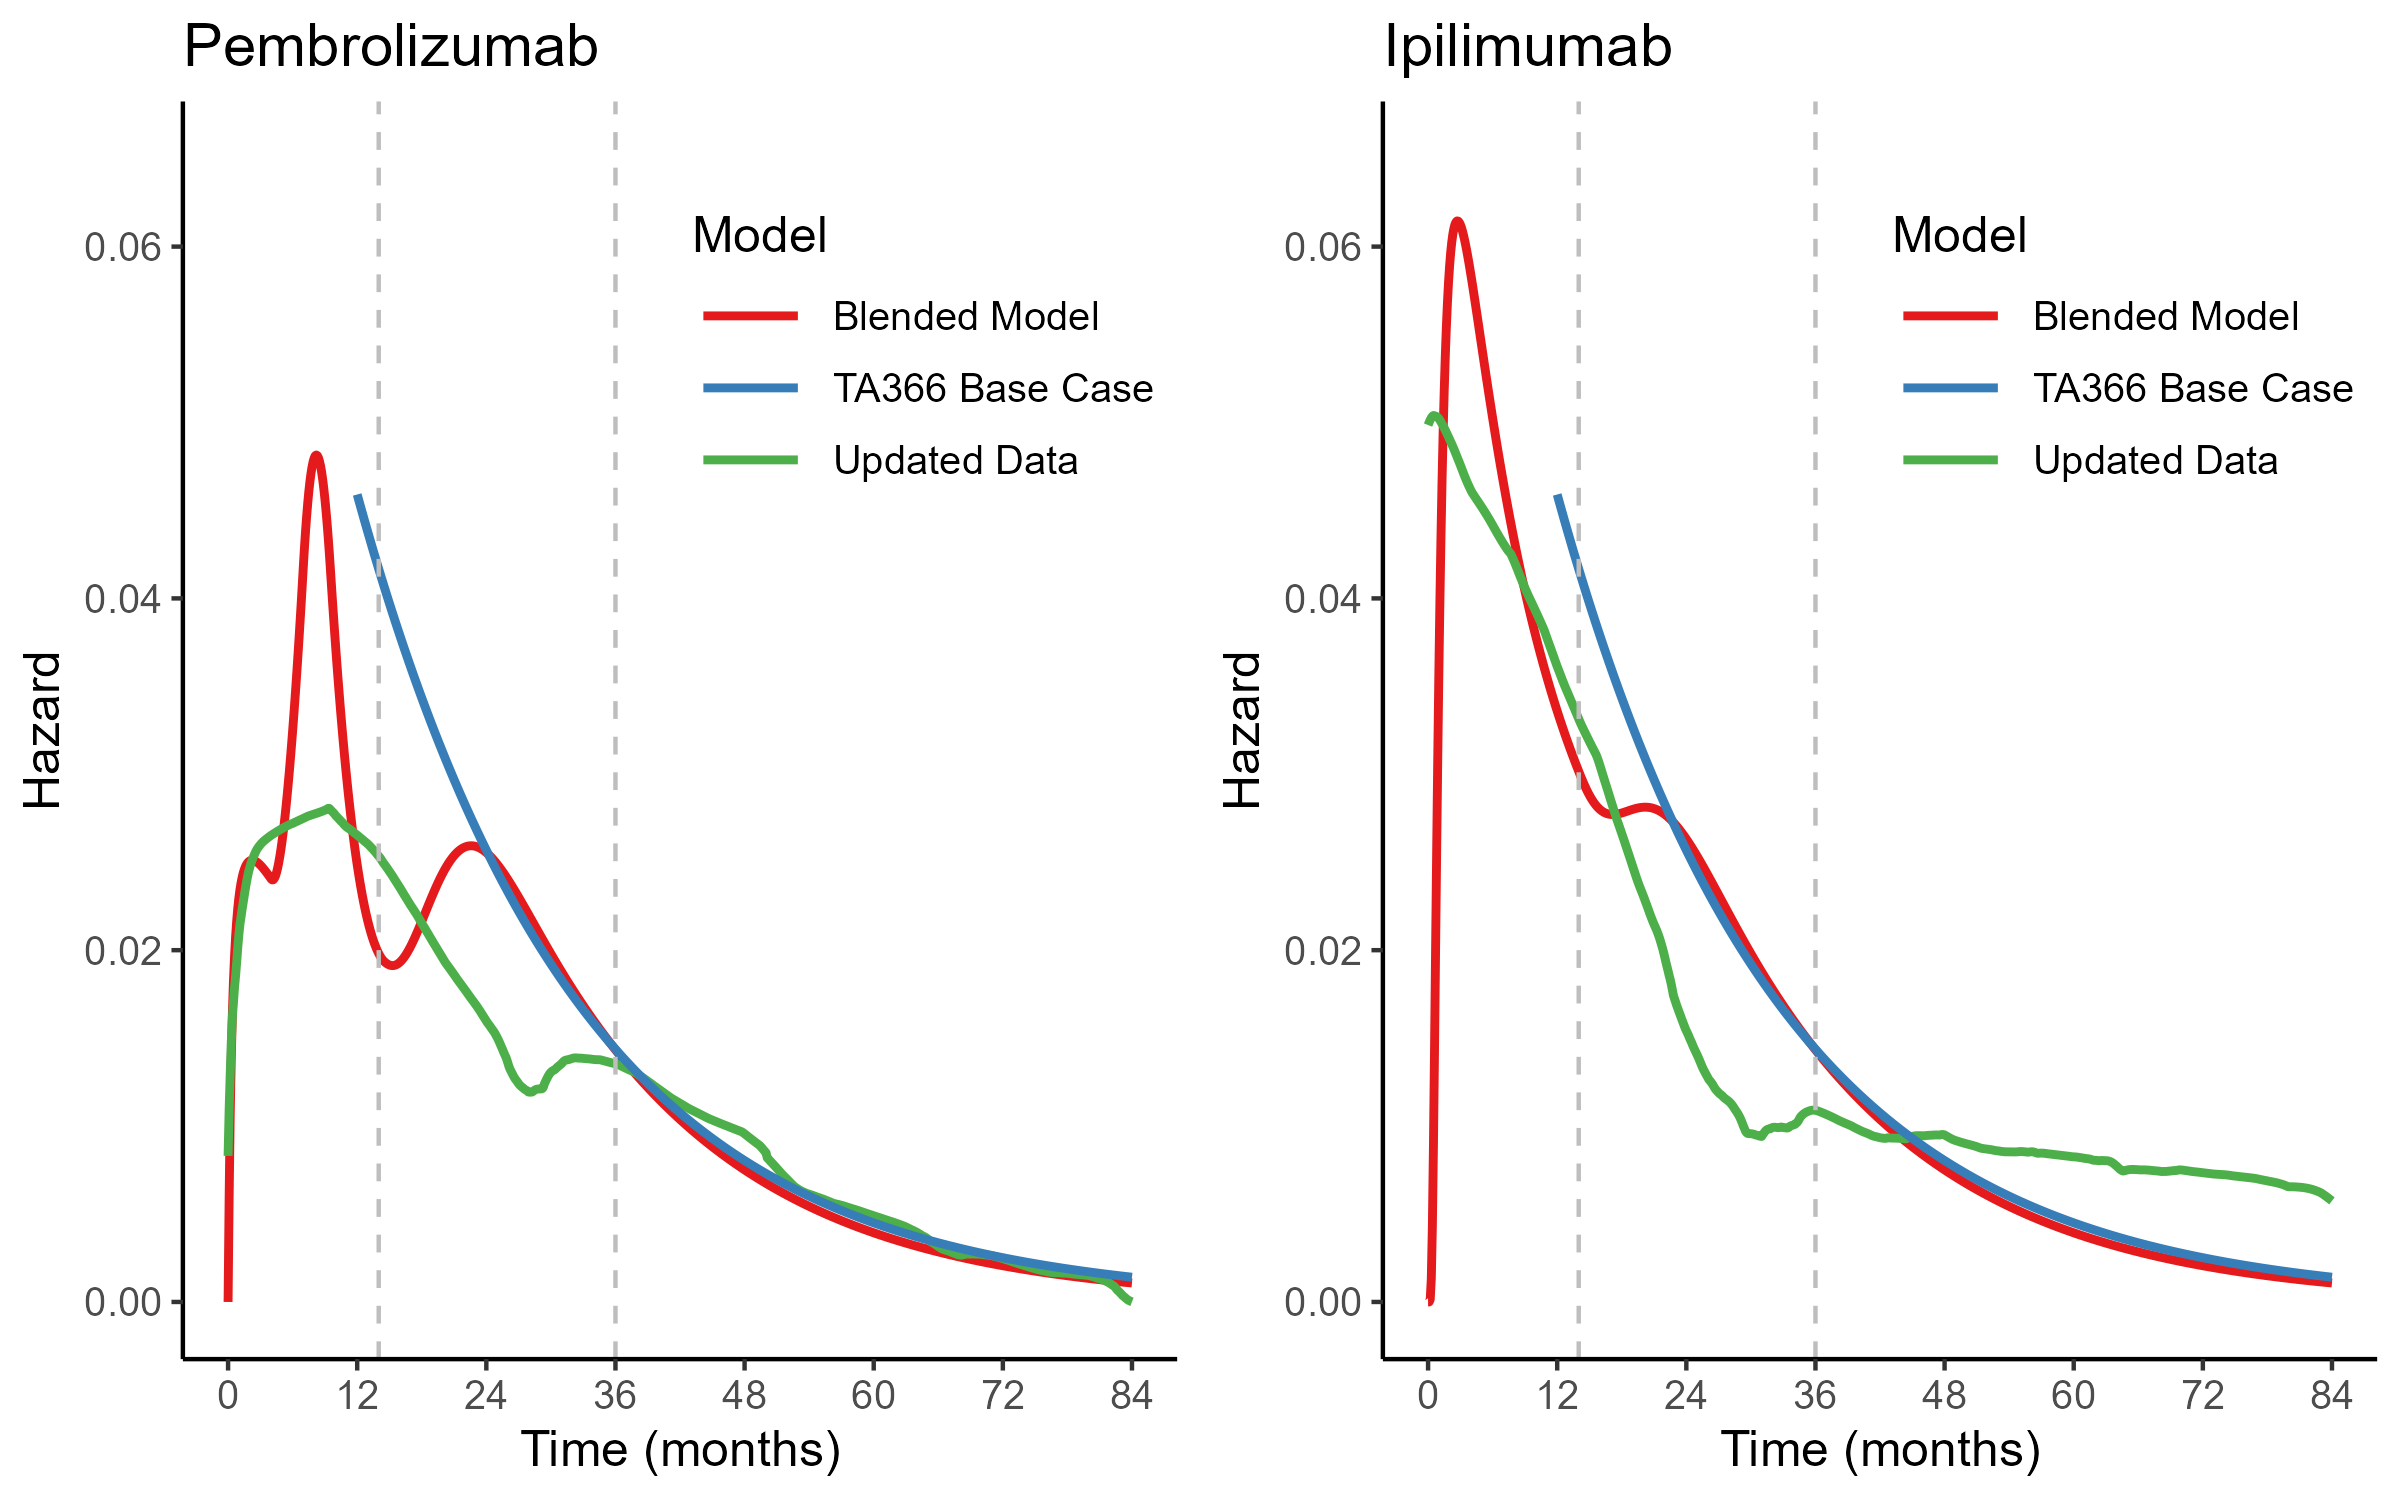 Pembrolizumab
Hazard
0.06
0.04
0.02
0.00
Model
Blended Model
TA366 Base Case
Updated Data
0 12 24 36 48 60 72 84
Time (months)
Ipilimumab
Hazard
0.06
0.04
0.02
0.00
Model
Blended Model
TA366 Base Case
Updated Data
0 12 24 36 48 60 72 84
Time (months)